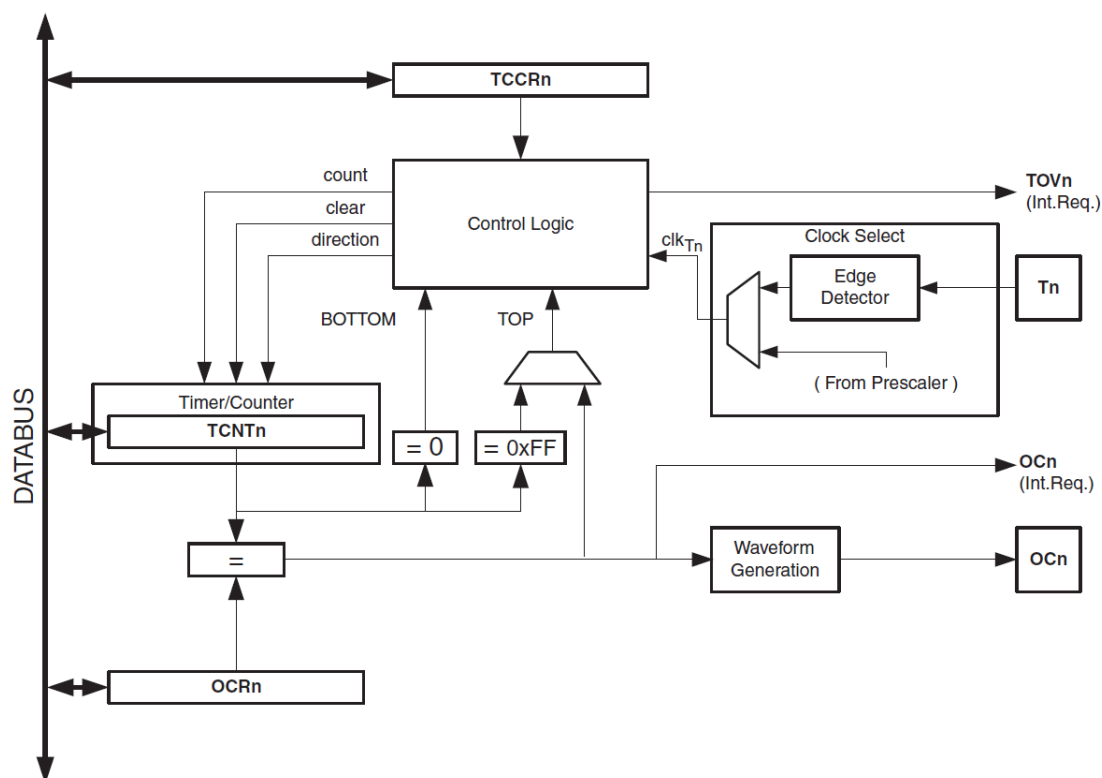 TCCRn
count
clear
direction
Control Logic
TOVn
(Int.Req.)
clkTn
Clock Select
Edge
Detector
Tn
( From Prescaler )
BOTTOM
TOP
DATABUS
Timer/Counter
TCNTn
= 0
= 0xFF
OCn
(Int.Req.)
=
Waveform
Generation
OCn
OCRn